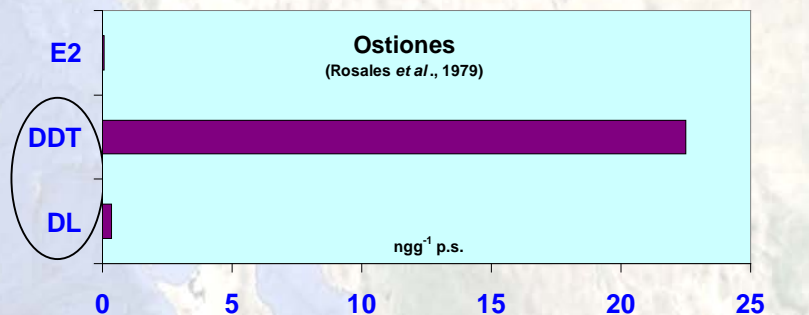 Ostiones
(Rosales et al., 1979)
E2
DDT
DL
ngg⁻¹ p.s.
0 5 10 15 20 25